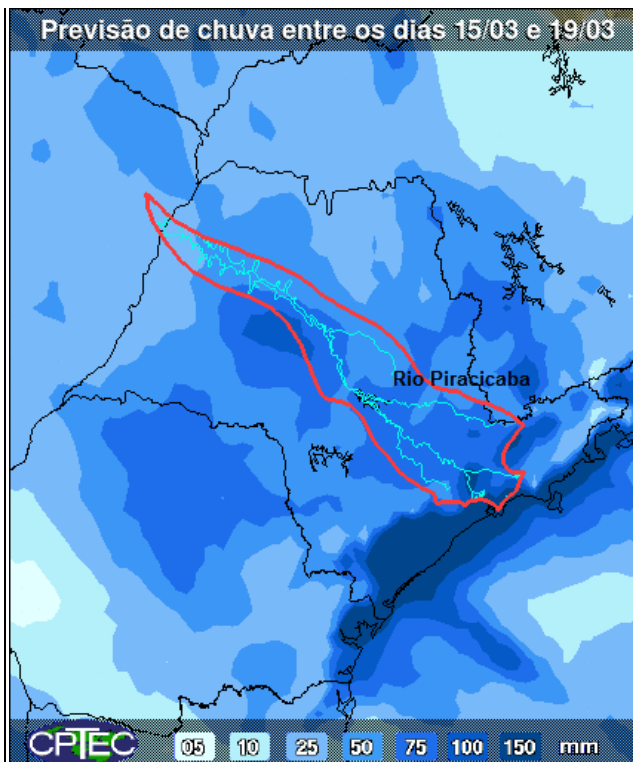 Previsão de chuva entre os dias 15/03 e 19/03
Rio Piracicaba
CPTEC 05 10 25 50 75 100 150 mm